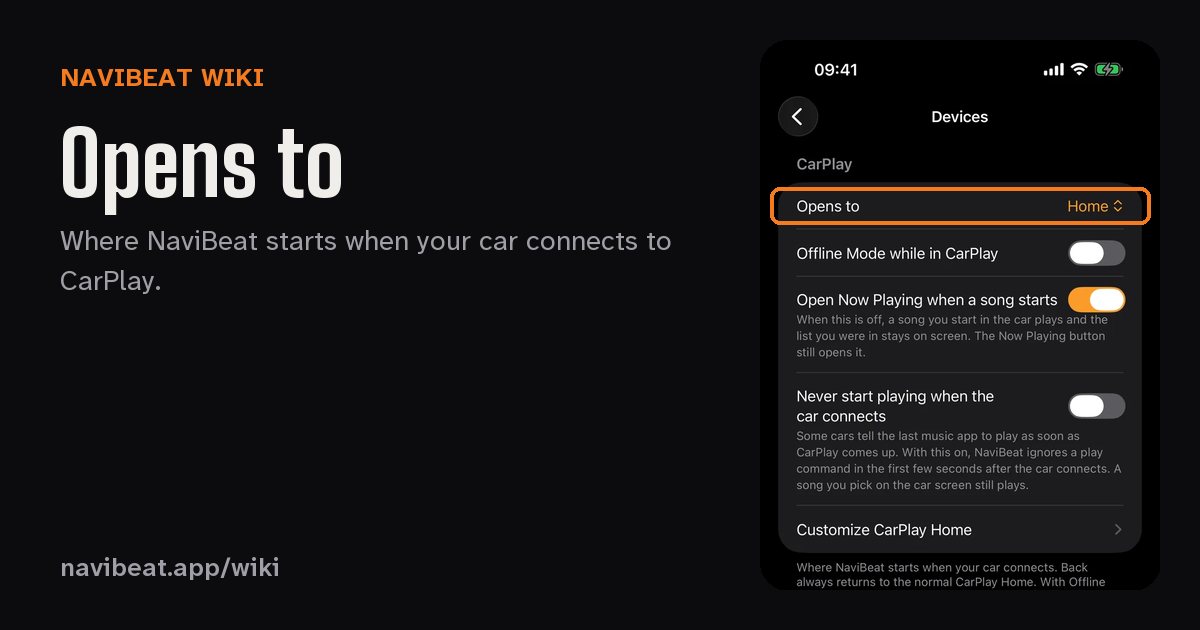 NAVIBEAT WIKI
Opens to
Where NaviBeat starts when your car connects to
CarPlay.
navibeat.app/wiki
09:41
Devices
CarPlay
Opens to
Home
Offline Mode while in CarPlay
Open Now Playing when a song starts
When this is off, a song you start in the car plays and the
list you were in stays on screen. The Now Playing button
still opens it.
Never start playing when the
car connects
Some cars tell the last music app to play as soon as
CarPlay comes up. With this on, NaviBeat ignores a play
command in the first few seconds after the car connects. A
song you pick on the car screen still plays.
Customize CarPlay Home
Where NaviBeat starts when your car connects. Back
always returns to the normal CarPlay Home. With Offline